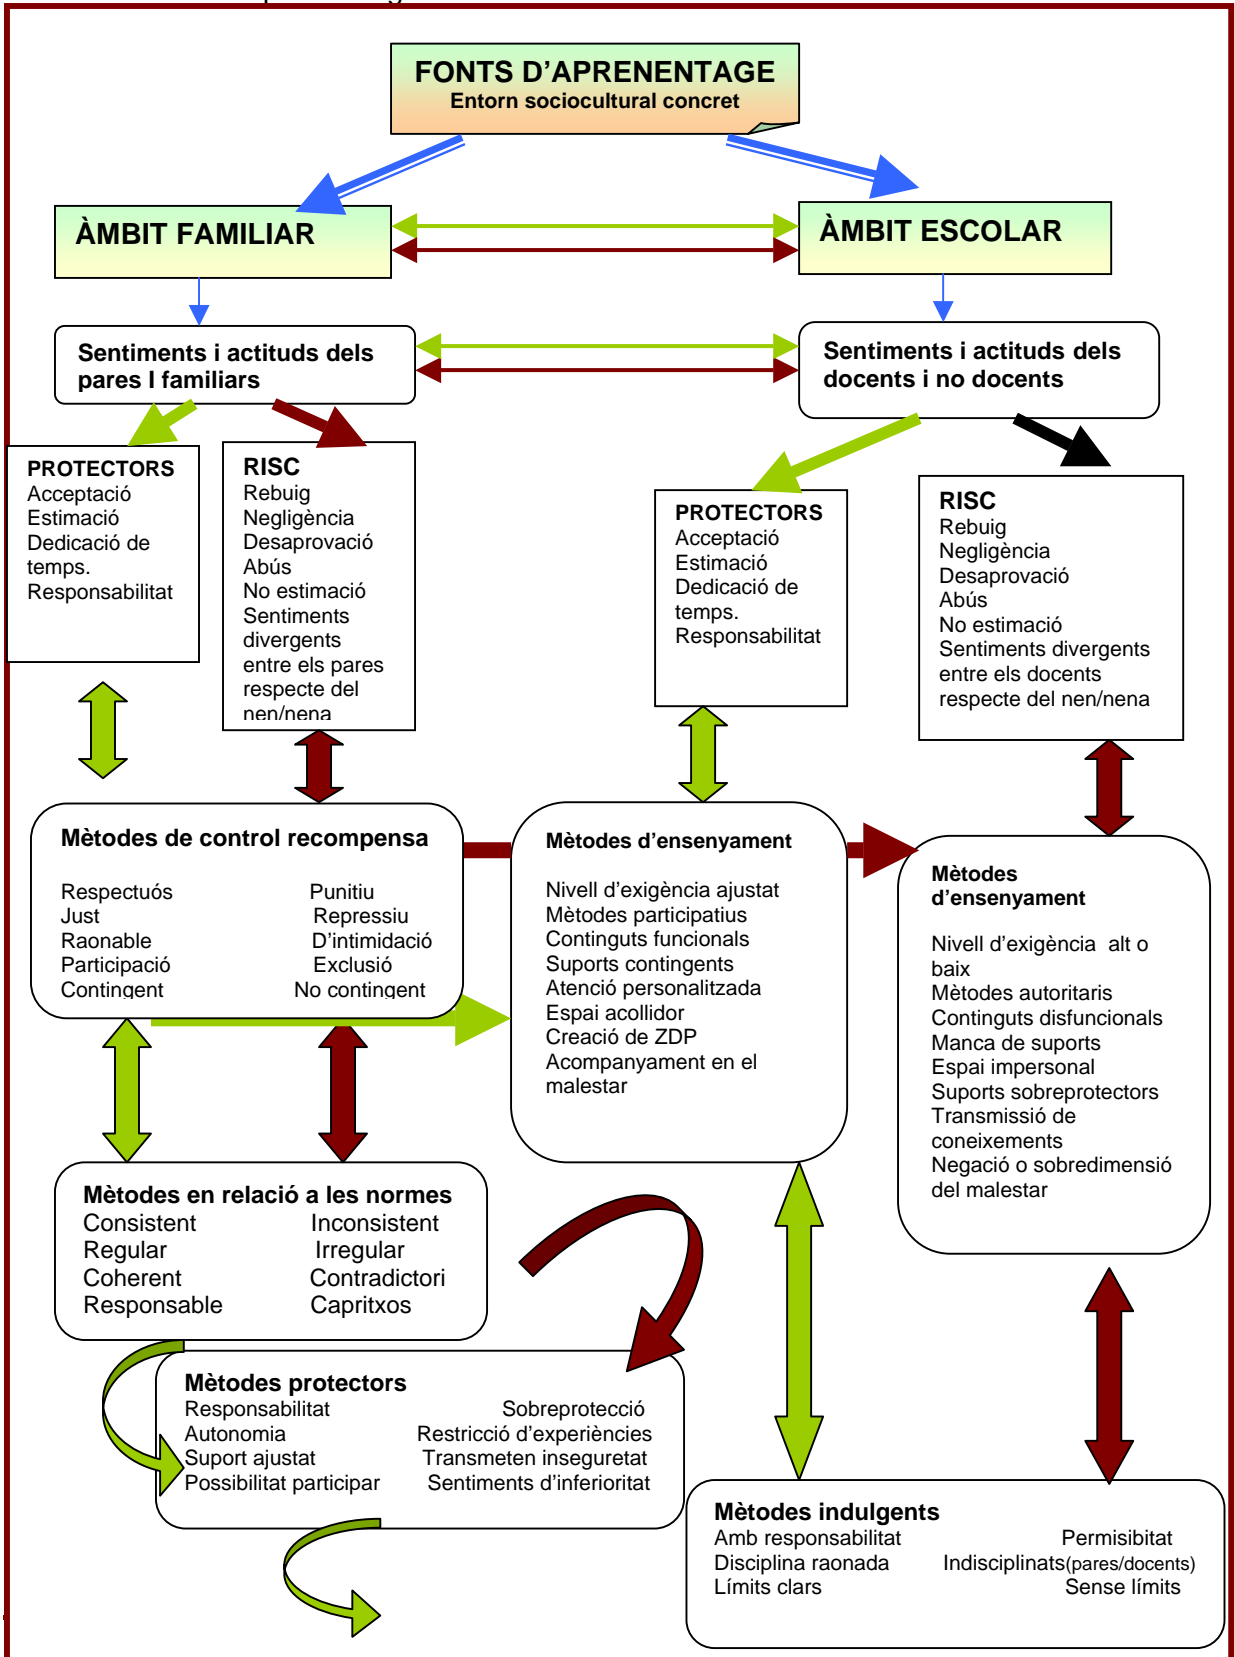 FONTS D'APRENENTAGE
Entorn sociocultural concret
ÀMBIT FAMILIAR
ÀMBIT ESCOLAR
Sentiments i actituds dels
pares I familiars
Sentiments i actituds dels
docents i no docents
PROTECTORS
Acceptació
Estimació
Dedicació de
temps.
Responsabilitat
RISC
Rebuig
Negligència
Desaprovació
Abús
No estimació
Sentiments
divergents
entre els pares
respecte del
nen/nena
PROTECTORS
Acceptació
Estimació
Dedicació de
temps.
Responsabilitat
RISC
Rebuig
Negligència
Desaprovació
Abús
No estimació
Sentiments divergents
entre els docents
respecte del nen/nena
Mètodes de control recompensa
Respectuós Punitiu
Just Repressiu
Raonable D'intimidació
Participació Exclusió
Contingent No contingent
Mètodes d'ensenyament
Nivell d'exigència ajustat
Mètodes participatius
Continguts funcionals
Suports contingents
Atenció personalitzada
Espai acollidor
Creació de ZDP
Acompanyament en el
malestar
Mètodes
d'ensenyament
Nivell d'exigència alt o
baix
Mètodes autoritaris
Continguts disfuncionals
Manca de suports
Espai impersonal
Suports sobreprotectors
Transmissió de
coneixements
Negació o sobredimensió
del malestar
Mètodes en relació a les normes
Consistent Inconsistent
Regular Irregular
Coherent Contradictori
Responsable Capritxos
Mètodes protectors
Responsabilitat Sobreprotecció
Autonomia Restricció d'experiències
Suport ajustat Transmeten inseguretat
Possibilitat participar Sentiments d'inferioritat
Mètodes indulgents
Amb responsabilitat Permisibitat
Disciplina raonada Indisciplinats(pares/docents)
Límits clars Sense límits